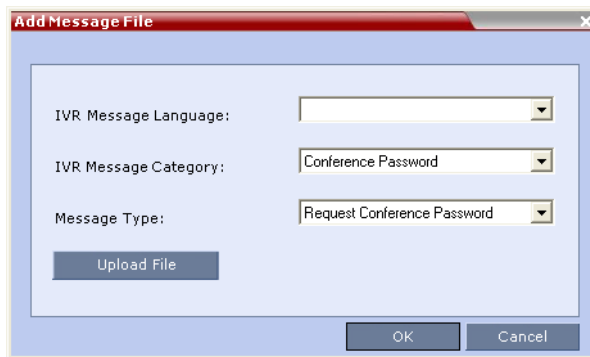 Add Message File
IVR Message Language:
IVR Message Category: Conference Password
Message Type: Request Conference Password
Upload File
OK Cancel